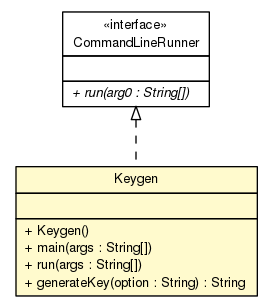 «interface»
CommandLineRunner
+ run(arg0 : String[])
Keygen
+ Keygen()
+ main(args : String[])
+ run(args : String[])
+ generateKey(option : String) : String